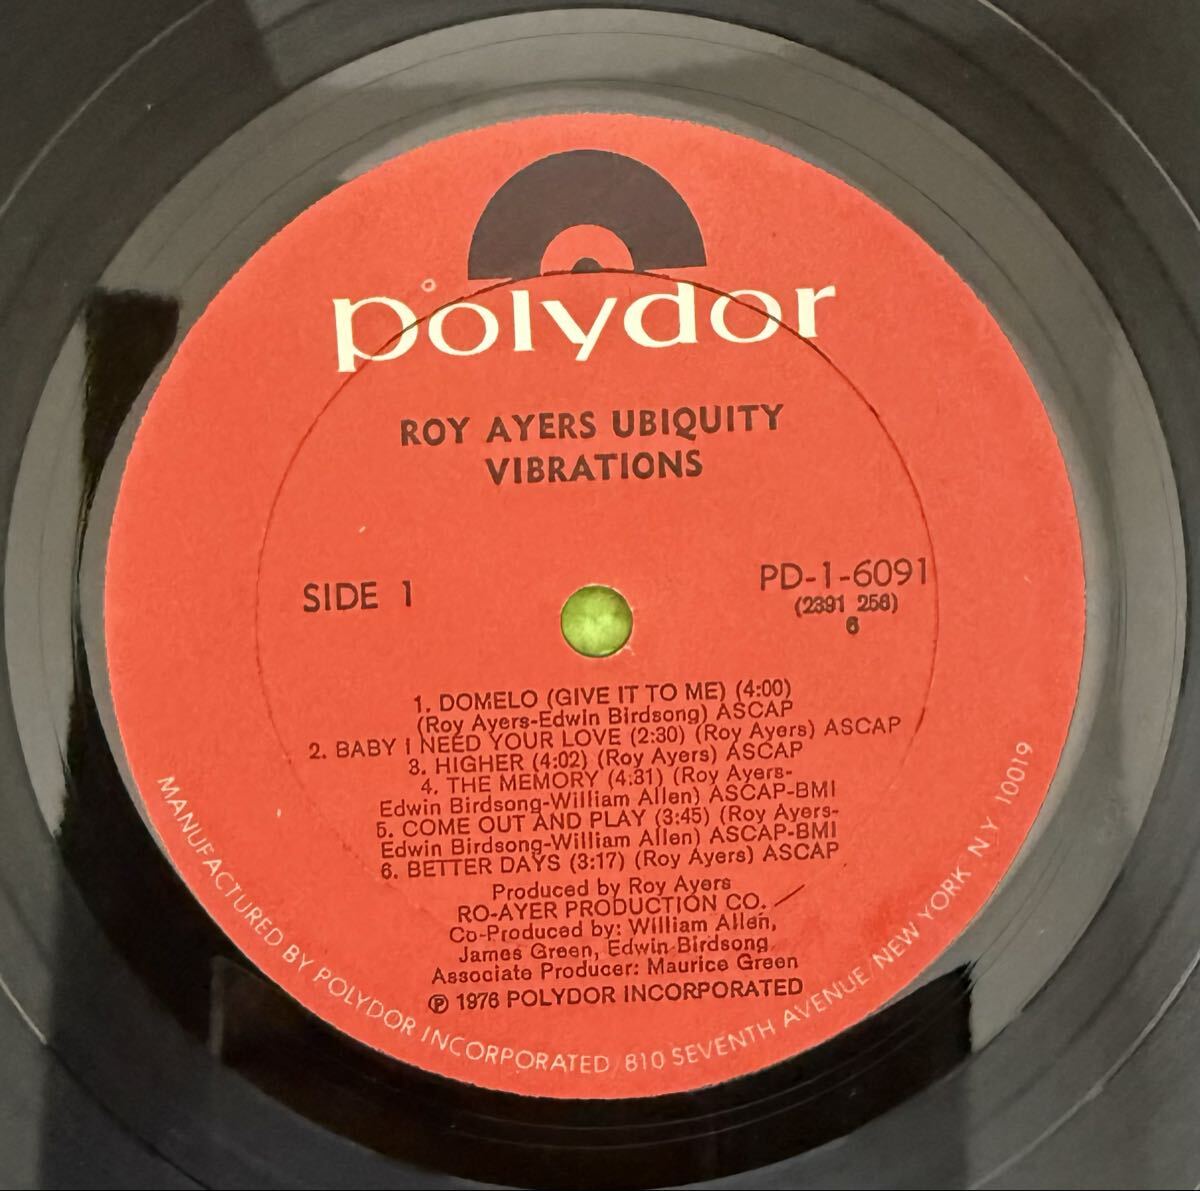 polydor
ROY AYERS UBIQUITY
VIBRATIONS
SIDE 1
PD-1-6091
(2391 256)
6
1. DOMELO (GIVE IT TO ME) (4:00)
(Roy Ayers-Edwin Birdsong) ASCAP
2. BABY I NEED YOUR LOVE (2:30) (Roy Ayers) ASCAP
3. HIGHER (4:02) (Roy Ayers) ASCAP
4. THE MEMORY (4:31) (Roy Ayers-
Edwin Birdsong-William Allen) ASCAP-BMI
5. COME OUT AND PLAY (3:45) (Roy Ayers-
Edwin Birdsong-William Allen) ASCAP-BMI
6. BETTER DAYS (3:17) (Roy Ayers) ASCAP
Produced by Roy Ayers
RO-AYER PRODUCTION CO.
Co-Produced by: William Allen,
James Green, Edwin Birdsong
Associate Producer: Maurice Green
℗ 1976 POLYDOR INCORPORATED
MANUFACTURED BY POLYDOR INCORPORATED/810 SEVENTH AVENUE/NEW YORK N.Y. 10019